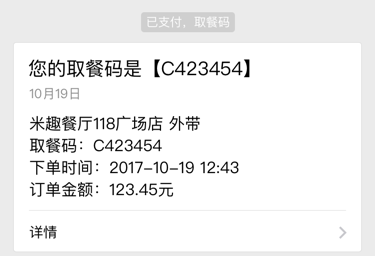 已支付，取餐码
您的取餐码是【C423454】
10月19日
米趣餐厅118广场店 外带
取餐码：C423454
下单时间：2017-10-19 12:43
订单金额：123.45元
详情